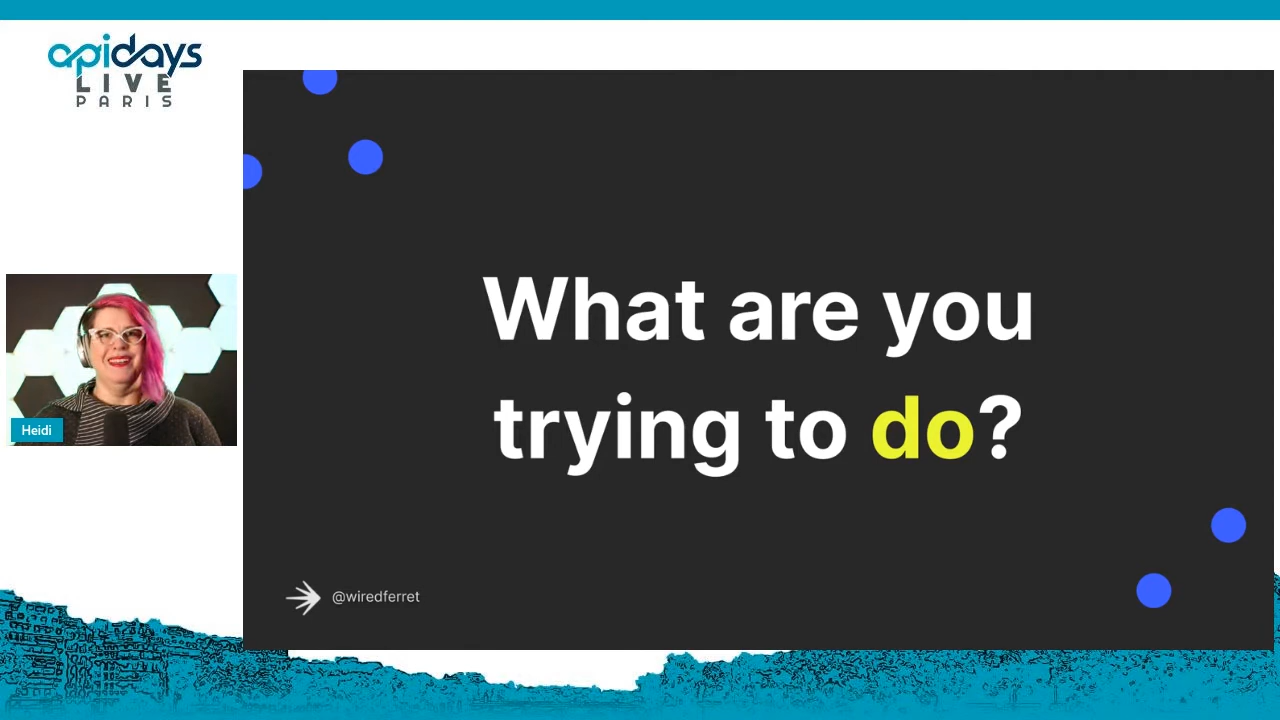 apidays
LIVE
PARIS
What are you
trying to do?
Heidi
@wiredferret